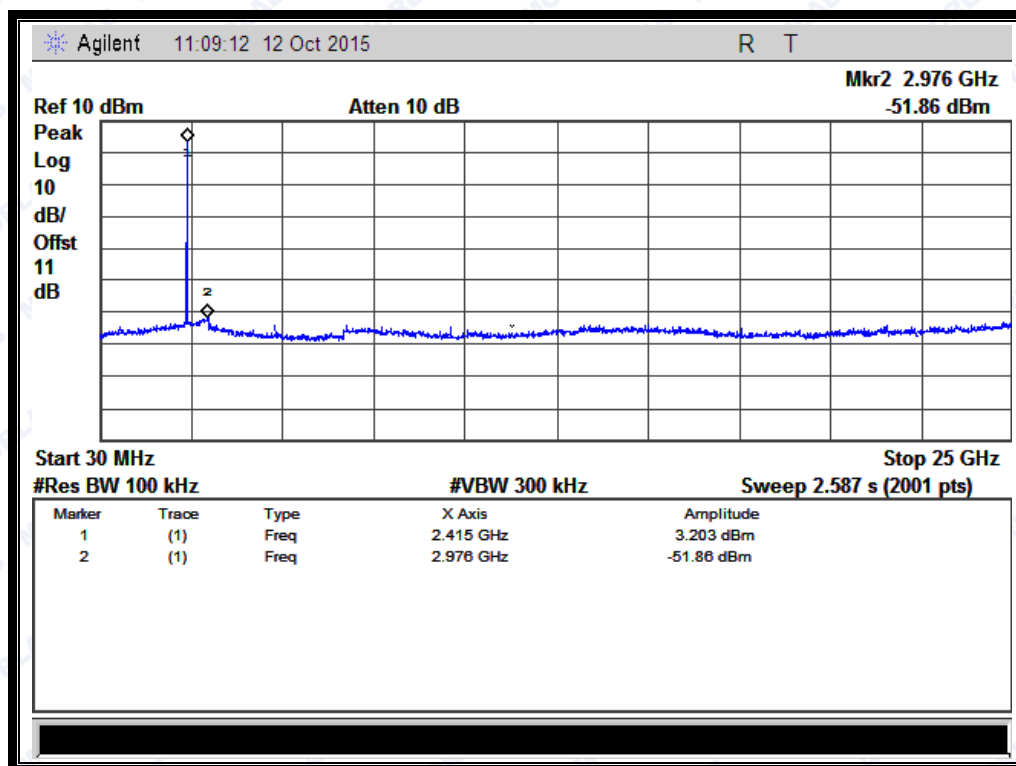 Agilent 11:09:12 12 Oct 2015 R T
Mkr2 2.976 GHz
Ref 10 dBm Atten 10 dB -51.86 dBm
Peak
Log
10
dB/
Offst
11
dB
1
2
Start 30 MHz Stop 25 GHz
#Res BW 100 kHz #VBW 300 kHz Sweep 2.587 s (2001 pts)
Marker Trace Type X Axis Amplitude
1 (1) Freq 2.415 GHz 3.203 dBm
2 (1) Freq 2.976 GHz -51.86 dBm